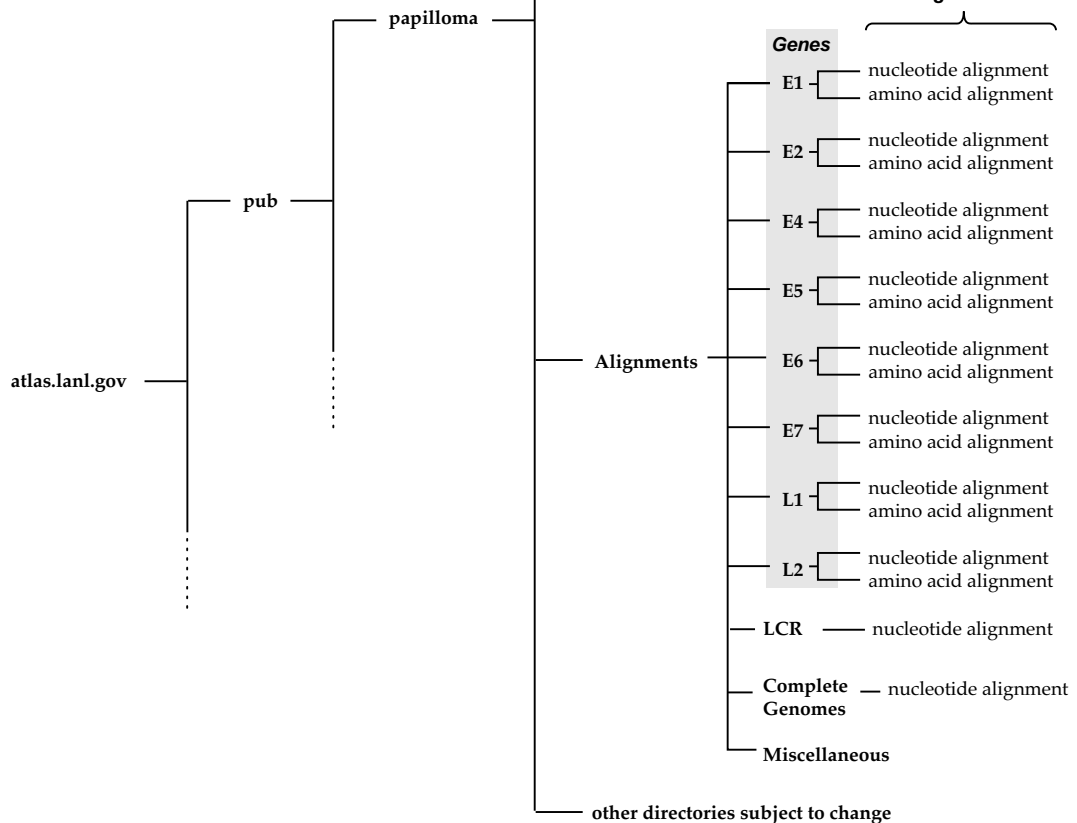 papilloma
Genes
E1
nucleotide alignment
amino acid alignment
E2
nucleotide alignment
amino acid alignment
pub
E4
nucleotide alignment
amino acid alignment
E5
nucleotide alignment
amino acid alignment
atlas.lanl.gov
Alignments
E6
nucleotide alignment
amino acid alignment
E7
nucleotide alignment
amino acid alignment
L1
nucleotide alignment
amino acid alignment
L2
nucleotide alignment
amino acid alignment
LCR
nucleotide alignment
Complete
Genomes
nucleotide alignment
Miscellaneous
other directories subject to change